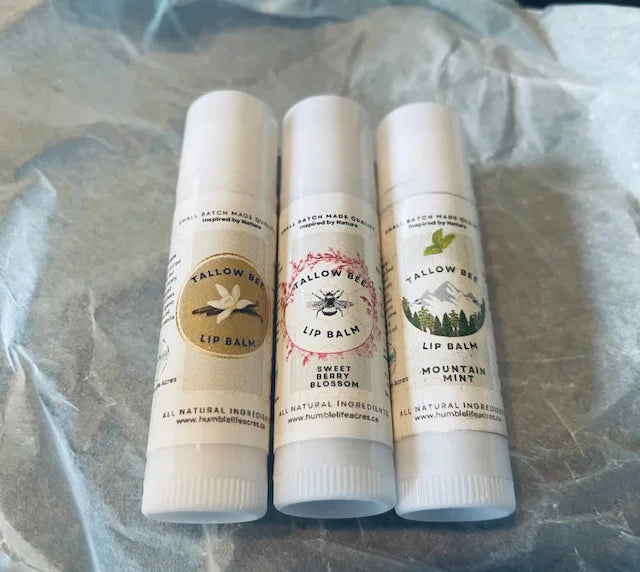 SMALL BATCH MADE QUALITY
Inspired by Nature
TALLOW BEE
LIP BALM
ALL NATURAL INGREDIENTS
www.humblelifeacres.ca
SMALL BATCH MADE QUALITY
Inspired by Nature
TALLOW BEE
LIP BALM
SWEET
BERRY
BLOSSOM
ALL NATURAL INGREDIENTS
www.humblelifeacres.ca
SMALL BATCH MADE QUALITY
Inspired by Nature
TALLOW BEE
LIP BALM
MOUNTAIN
MINT
Acres
ALL NATURAL INGREDIENTS
www.humblelifeacres.ca